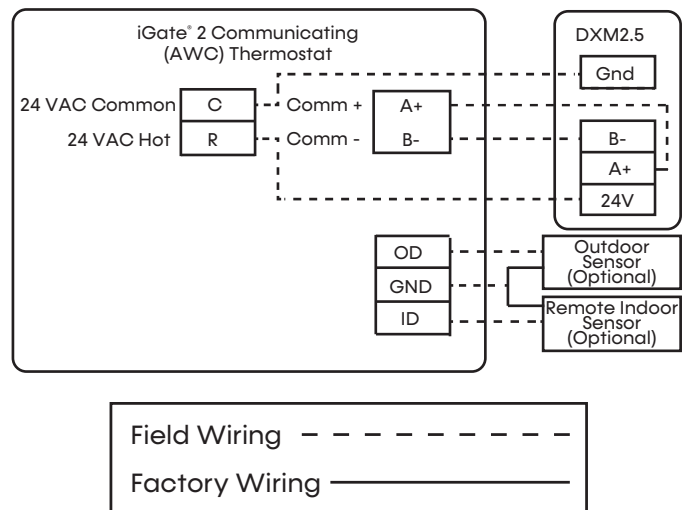 iGate® 2 Communicating
(AWC) Thermostat
DXM2.5
Gnd
24 VAC Common C Comm + A+
24 VAC Hot R Comm - B-
B-
A+
24V
OD
GND
ID
Outdoor
Sensor
(Optional)
Remote Indoor
Sensor
(Optional)
Field Wiring
Factory Wiring